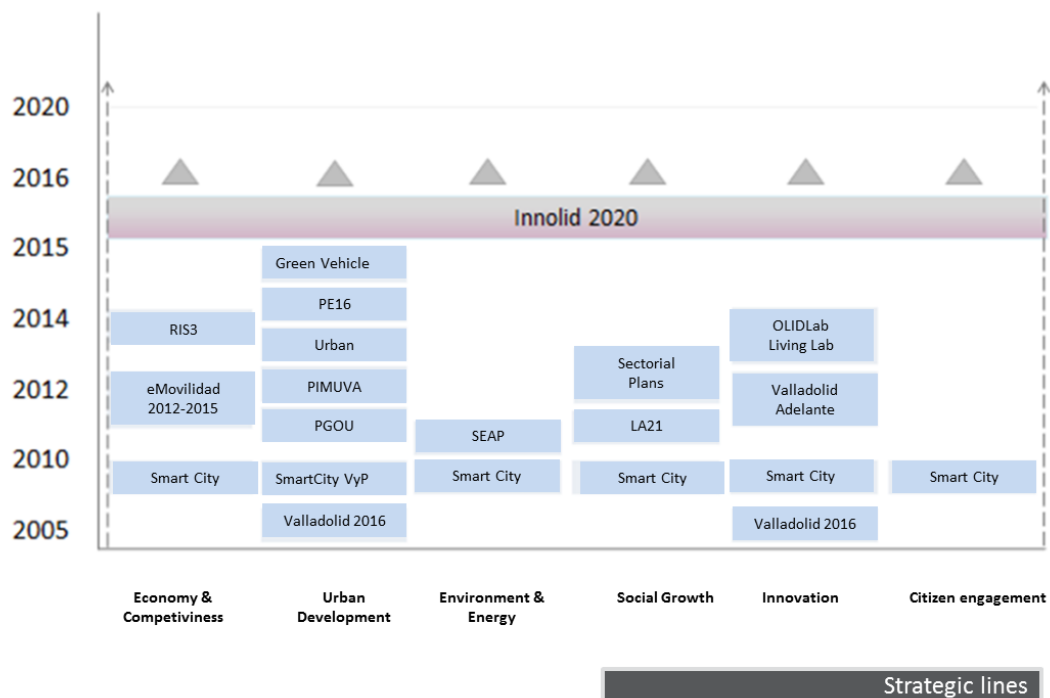 2020
2016
Innolid 2020
2015
Green Vehicle
PE16
2014
RIS3
OLIDLab
Living Lab
Urban
Sectorial
Plans
2012
eMovilidad
2012-2015
PIMUVA
Valladolid
Adelante
PGOU
LA21
SEAP
2010
Smart City
SmartCity VyP
Smart City
Smart City
Smart City
Smart City
2005
Valladolid 2016
Valladolid 2016
Economy &
Competiviness
Urban
Development
Environment &
Energy
Social Growth
Innovation
Citizen engagement
Strategic lines